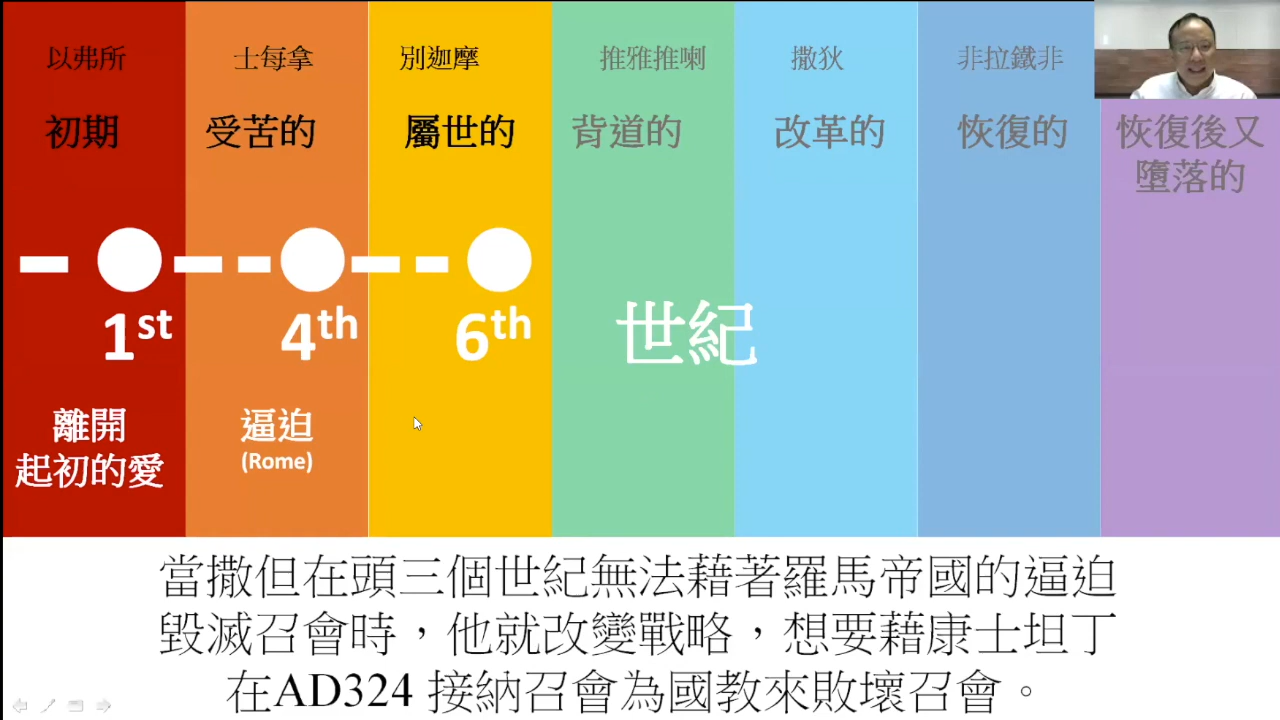 以弗所 士每拿 別迦摩 推雅推喇 撒狄 非拉鐵非
初期 受苦的 屬世的 背道的 改革的 恢復的 恢復後又
墮落的
1st 4th 6th 世紀
離開 逼迫
起初的愛 (Rome)
當撒但在頭三個世紀無法藉著羅馬帝國的逼迫
毀滅召會時，他就改變戰略，想要藉康士坦丁
在AD324 接納召會為國教來敗壞召會。